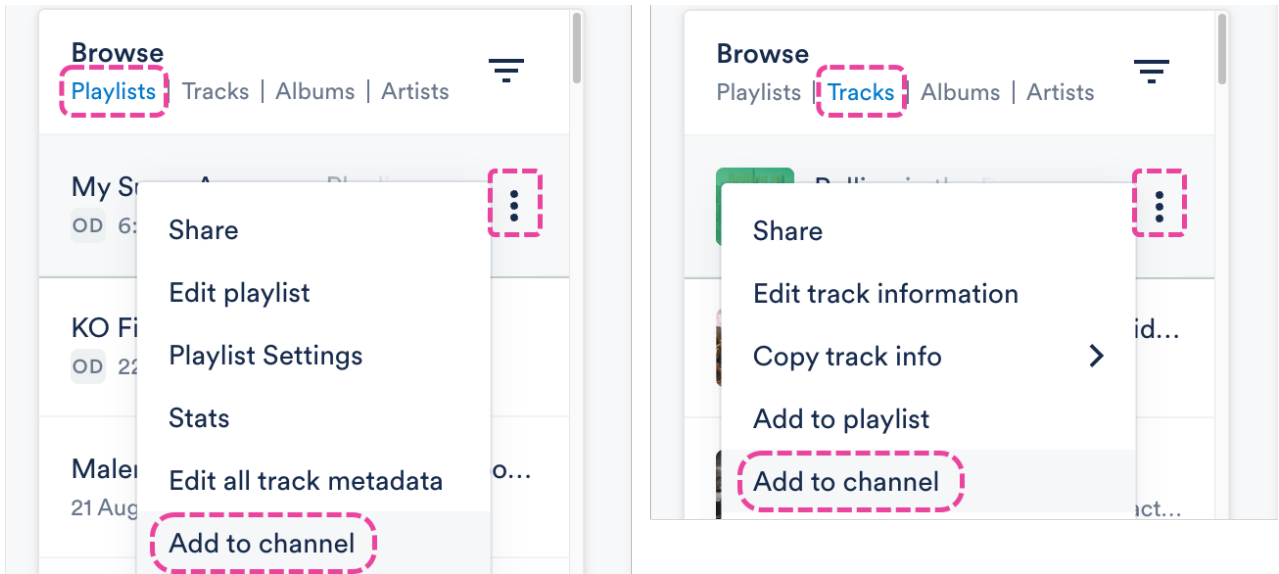 Browse
Playlists | Tracks | Albums | Artists
My
OD 6:
Share
Edit playlist
KO
OD 22
Playlist Settings
Stats
Edit all track metadata
21 Aug
Add to channel
Browse
Playlists | Tracks | Albums | Artists
Share
Edit track information
Copy track info
Add to playlist
Add to channel